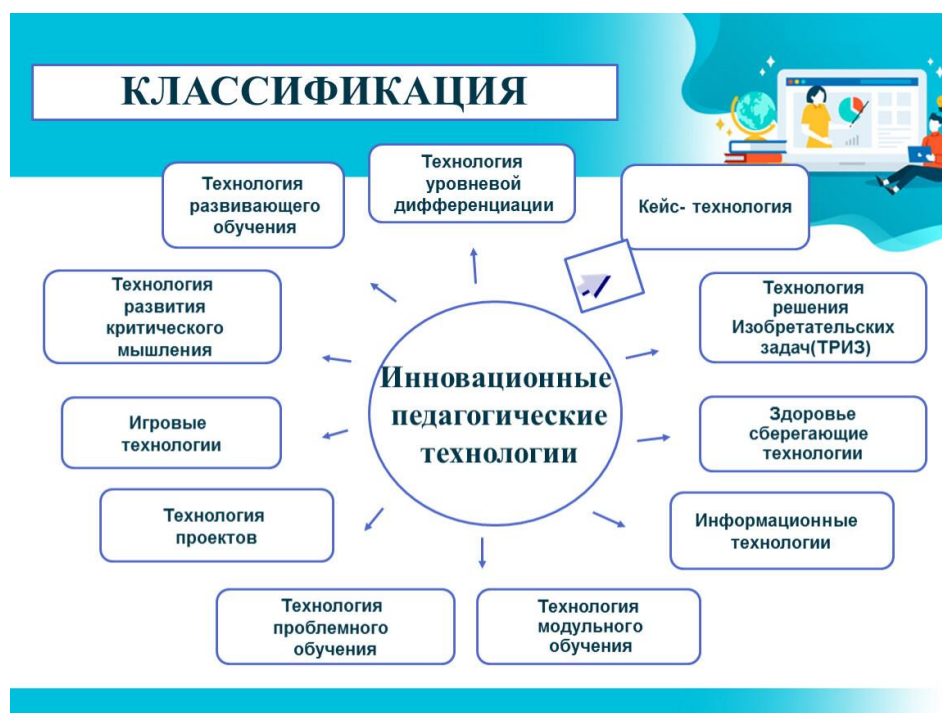 КЛАССИФИКАЦИЯ
Технология
уровневой
дифференциации
Технология
развивающего
обучения
Кейс- технология
Технология
развития
критического
мышления
Технология
решения
Изобретательских
задач(ТРИЗ)
Инновационные
педагогические
технологии
Игровые
технологии
Здоровье
сберегающие
технологии
Технология
проектов
Информационные
технологии
Технология
проблемного
обучения
Технология
модульного
обучения